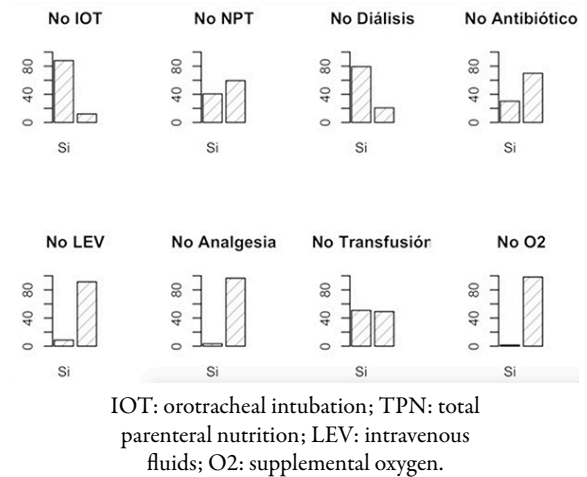 No IOT No NPT No Diálisis No Antibiótico
80 80 80 80
40 40 40 40
0 0 0 0
Si Si Si Si
No LEV No Analgesia No Transfusión No O2
80 80 80 80
40 40 40 40
0 0 0 0
Si Si Si Si
IOT: orotracheal intubation; TPN: total
parenteral nutrition; LEV: intravenous
fluids; O2: supplemental oxygen.